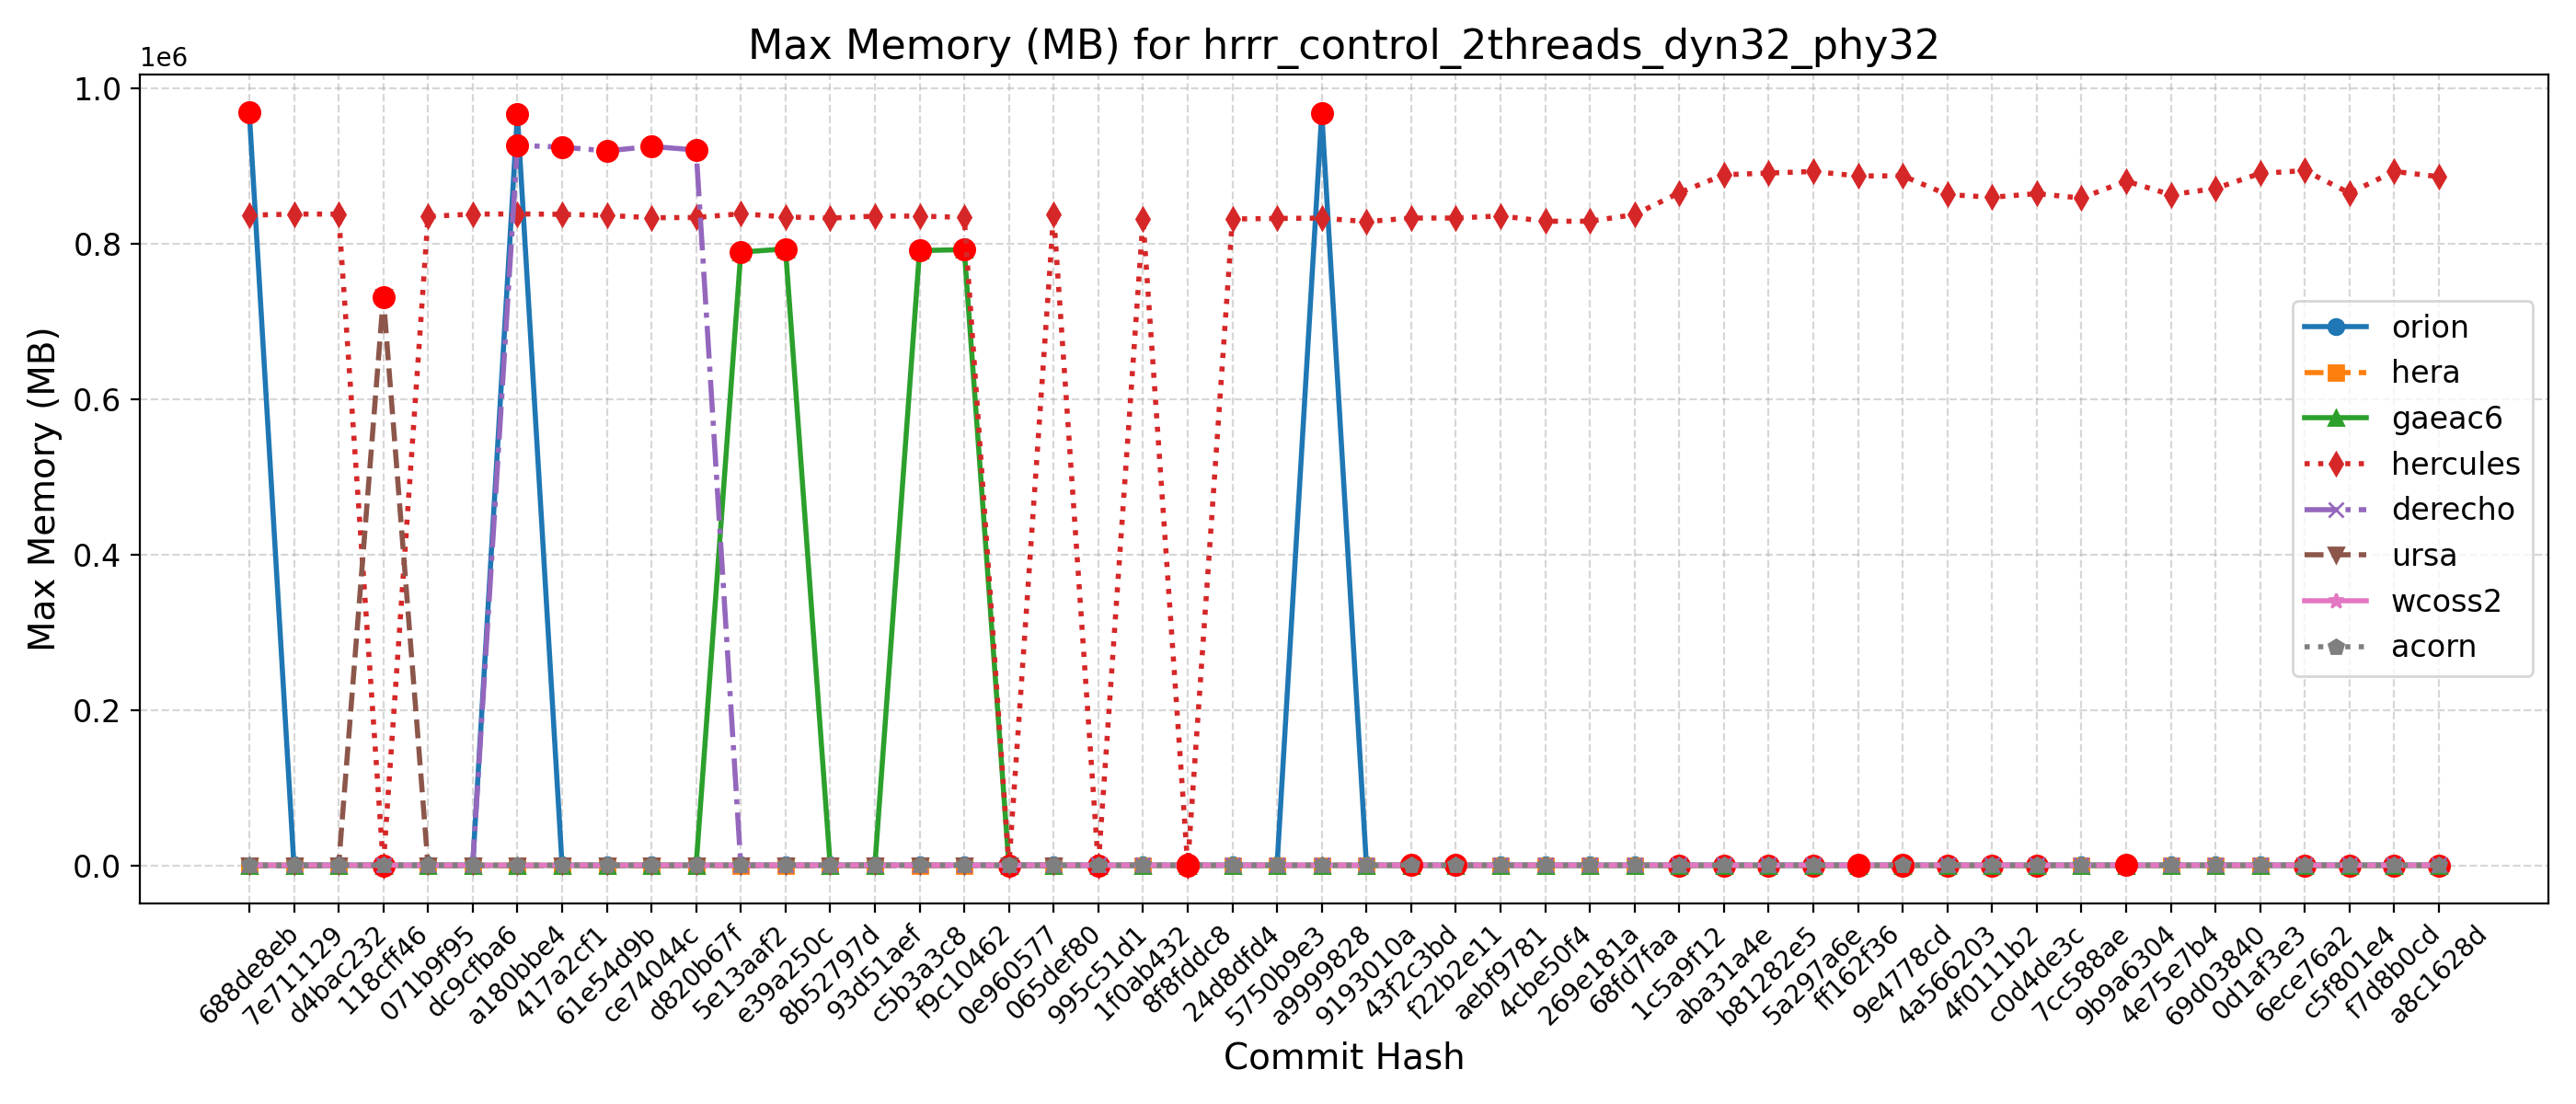 Max Memory (MB) for hrrr_control_2threads_dyn32_phy32
1e6
1.0
0.8
0.6
0.4
0.2
0.0
Max Memory (MB)
orion
hera
gaeac6
hercules
derecho
ursa
wcoss2
acorn
688de8eb
7e711129
d4bac232
118cff46
071b9f95
dc9cfba6
a180bbe4
417a2cf1
61e54d9b
ce74044c
d820b67f
5e13aaf2
e39a250c
8b52797d
93d51aef
c5b3a3c8
f9c10462
0e960577
065def80
995c51d1
1f0ab432
8f8fddc8
24d8dfd4
5750b9e3
a9999828
9193010a
43f2c3bd
f22b2e11
aebf9781
4cbe50f4
269e181a
68fd7faa
1c5a9f12
aba31a4e
b81282e5
5a297a6e
ff162f36
9e4778cd
4a566203
4f0111b2
c0d4de3c
7cc588ae
9b9a6304
4e75e7b4
69d03840
0d1af3e3
6ece76a2
c5f801e4
f7d8b0cd
a8c1628d
Commit Hash